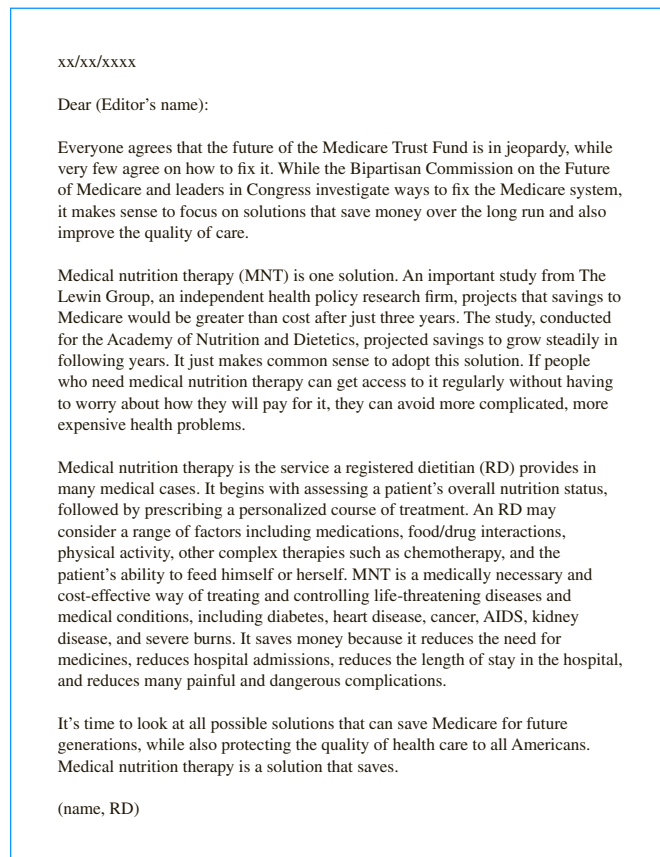 xx/xx/xxxx
Dear (Editor’s name):
Everyone agrees that the future of the Medicare Trust Fund is in jeopardy, while
very few agree on how to fix it. While the Bipartisan Commission on the Future
of Medicare and leaders in Congress investigate ways to fix the Medicare system,
it makes sense to focus on solutions that save money over the long run and also
improve the quality of care.
Medical nutrition therapy (MNT) is one solution. An important study from The
Lewin Group, an independent health policy research firm, projects that savings to
Medicare would be greater than cost after just three years. The study, conducted
for the Academy of Nutrition and Dietetics, projected savings to grow steadily in
following years. It just makes common sense to adopt this solution. If people
who need medical nutrition therapy can get access to it regularly without having
to worry about how they will pay for it, they can avoid more complicated, more
expensive health problems.
Medical nutrition therapy is the service a registered dietitian (RD) provides in
many medical cases. It begins with assessing a patient’s overall nutrition status,
followed by prescribing a personalized course of treatment. An RD may
consider a range of factors including medications, food/drug interactions,
physical activity, other complex therapies such as chemotherapy, and the
patient’s ability to feed himself or herself. MNT is a medically necessary and
cost-effective way of treating and controlling life-threatening diseases and
medical conditions, including diabetes, heart disease, cancer, AIDS, kidney
disease, and severe burns. It saves money because it reduces the need for
medicines, reduces hospital admissions, reduces the length of stay in the hospital,
and reduces many painful and dangerous complications.
It’s time to look at all possible solutions that can save Medicare for future
generations, while also protecting the quality of health care to all Americans.
Medical nutrition therapy is a solution that saves.
(name, RD)